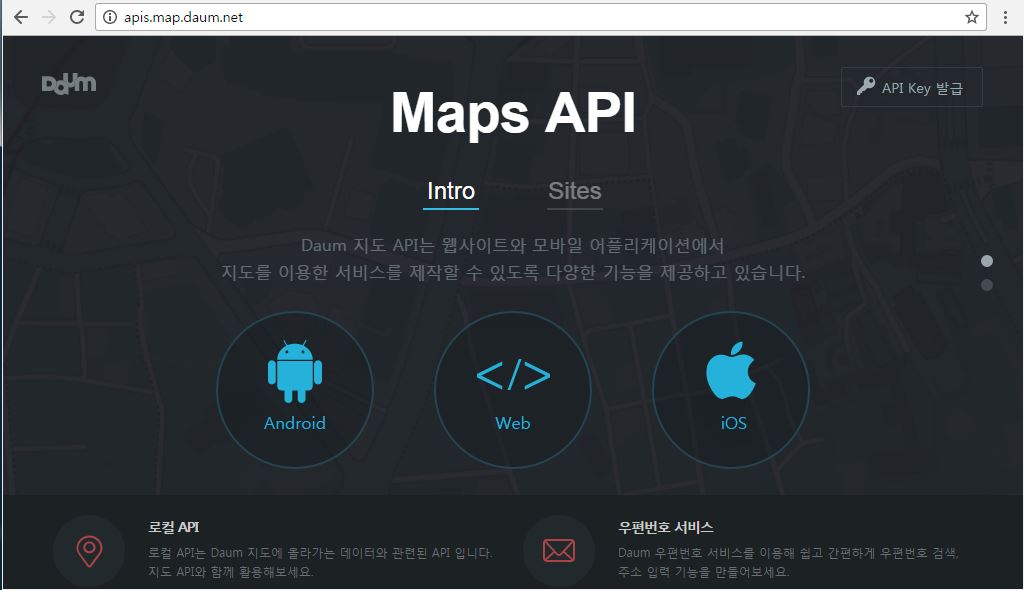 apis.map.daum.net
Daum
API Key 발급
Maps API
Intro
Sites
Daum 지도 API는 웹사이트와 모바일 어플리케이션에서
지도를 이용한 서비스를 제작할 수 있도록 다양한 기능을 제공하고 있습니다.
Android
</>
Web
iOS
로컬 API
로컬 API는 Daum 지도에 올라가는 데이터와 관련된 API 입니다.
지도 API와 함께 활용해보세요.
우편번호 서비스
Daum 우편번호 서비스를 이용해 쉽고 간편하게 우편번호 검색,
주소 입력 기능을 만들어보세요.